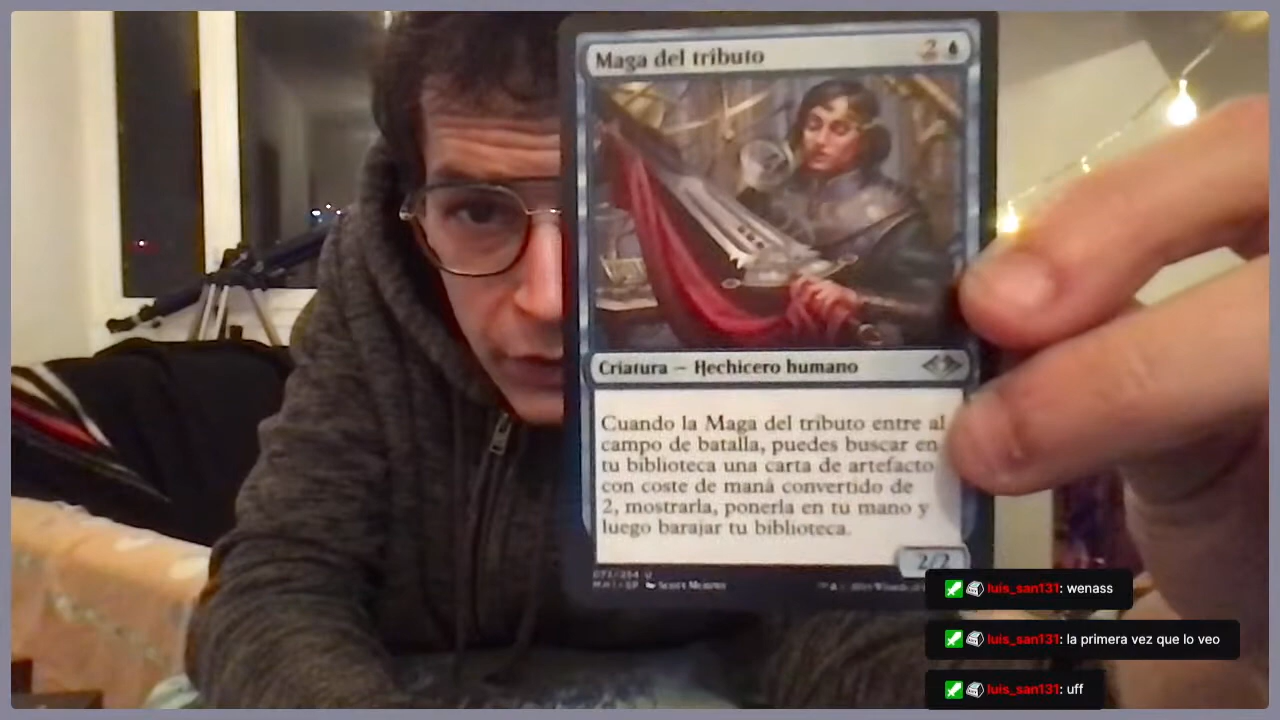 Maga del tributo 2
Criatura — Hechicero humano
Cuando la Maga del tributo entre al
campo de batalla, puedes buscar en
tu biblioteca una carta de artefacto
con coste de maná convertido de
2, mostrarla, ponerla en tu mano y
luego barajar tu biblioteca.
2/2
luis_san131: wenass
luis_san131: la primera vez que lo veo
luis_san131: uff